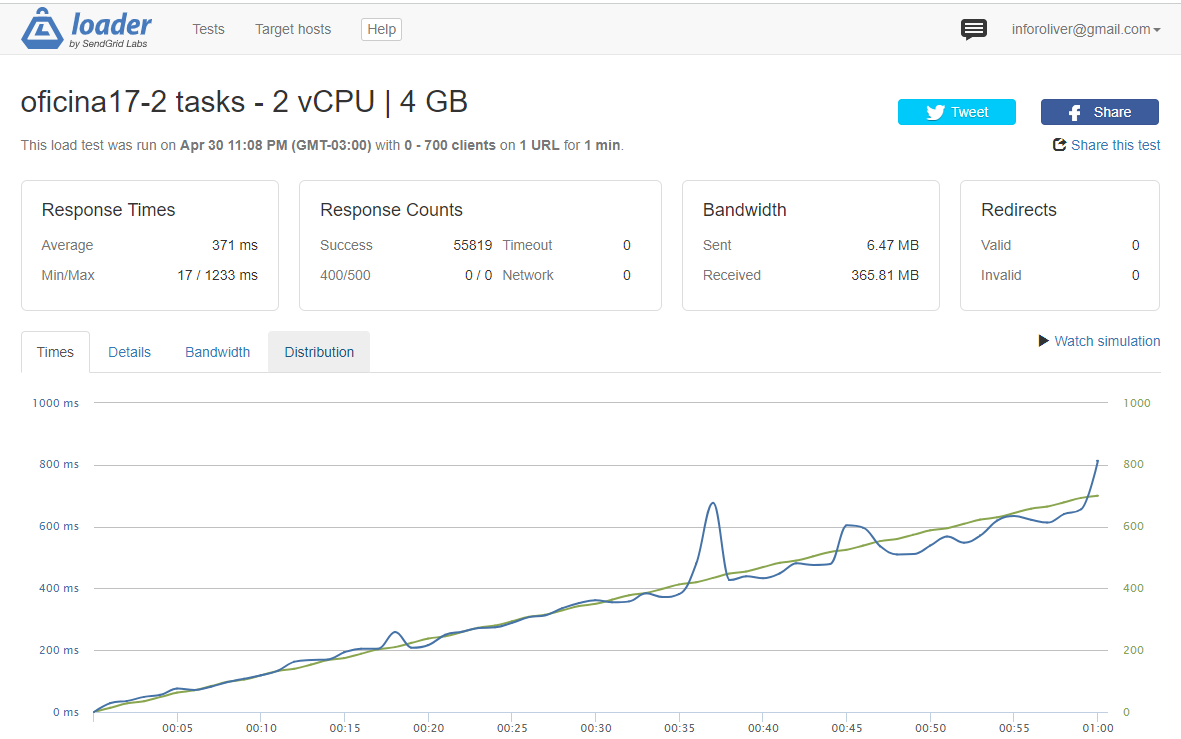 loader
by SendGrid Labs
Tests Target hosts Help
inforoliver@gmail.com
oficina17-2 tasks - 2 vCPU | 4 GB
Tweet Share
This load test was run on Apr 30 11:08 PM (GMT-03:00) with 0 - 700 clients on 1 URL for 1 min.
Share this test
Response Times
Average 371 ms
Min/Max 17 / 1233 ms
Response Counts
Success 55819 Timeout 0
400/500 0 / 0 Network 0
Bandwidth
Sent 6.47 MB
Received 365.81 MB
Redirects
Valid 0
Invalid 0
Times Details Bandwidth Distribution
Watch simulation
1000 ms 1000
800 ms 800
600 ms 600
400 ms 400
200 ms 200
0 ms 0
00:05 00:10 00:15 00:20 00:25 00:30 00:35 00:40 00:45 00:50 00:55 01:00